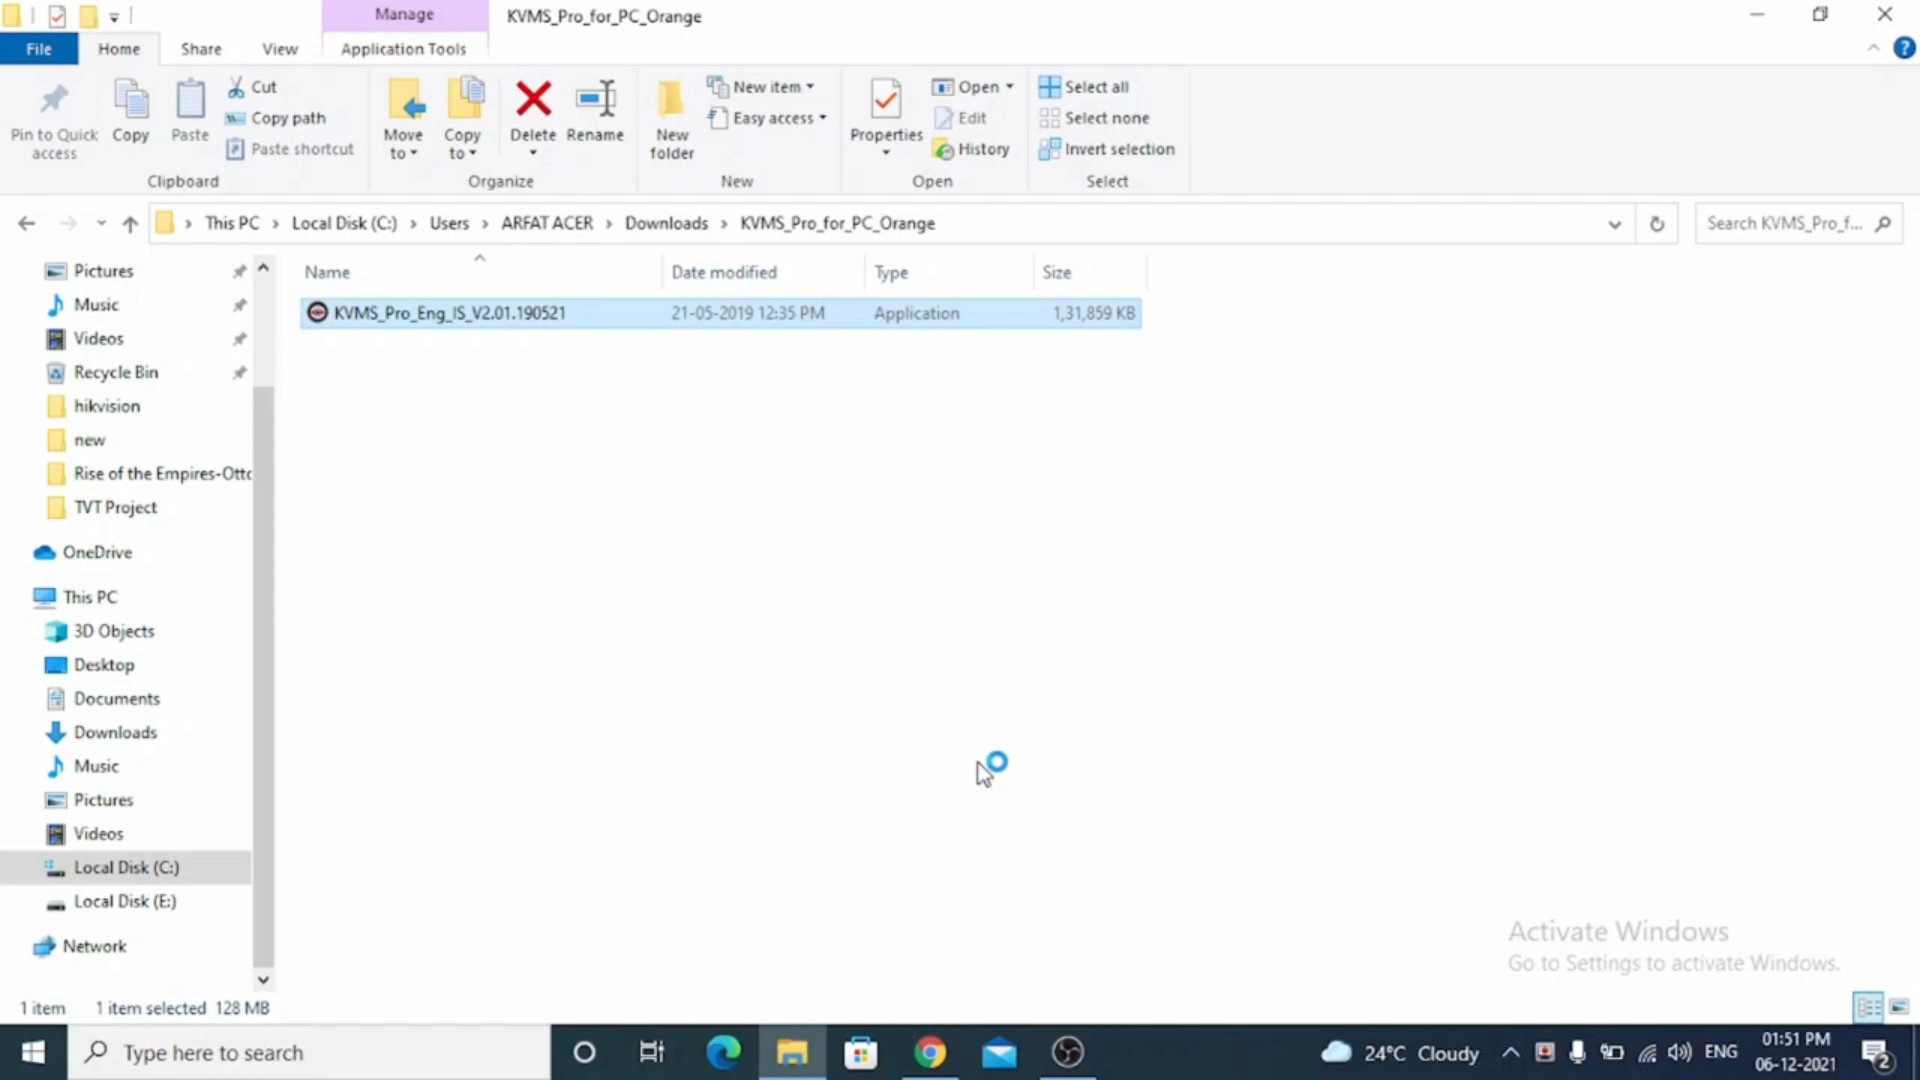 Manage
KVMS_Pro_for_PC_Orange
File
Home
Share
View
Application Tools
Pin to Quick access
Copy
Paste
Cut
Copy path
Paste shortcut
Clipboard
Move to
Copy to
Delete
Rename
Organize
New folder
New item
Easy access
New
Properties
Open
Edit
History
Open
Select all
Select none
Invert selection
Select
This PC > Local Disk (C:) > Users > ARFAT ACER > Downloads > KVMS_Pro_for_PC_Orange
Search KVMS_Pro_f...
Name
Date modified
Type
Size
KVMS_Pro_Eng_IS_V2.01.190521
21-05-2019 12:35 PM
Application
1,31,859 KB
Pictures
Music
Videos
Recycle Bin
hikvision
new
Rise of the Empires-Otto
TVT Project
OneDrive
This PC
3D Objects
Desktop
Documents
Downloads
Music
Pictures
Videos
Local Disk (C:)
Local Disk (E:)
Network
Activate Windows
Go to Settings to activate Windows.
1 item
1 item selected 128 MB
Type here to search
24°C Cloudy
ENG
01:51 PM
06-12-2021
2